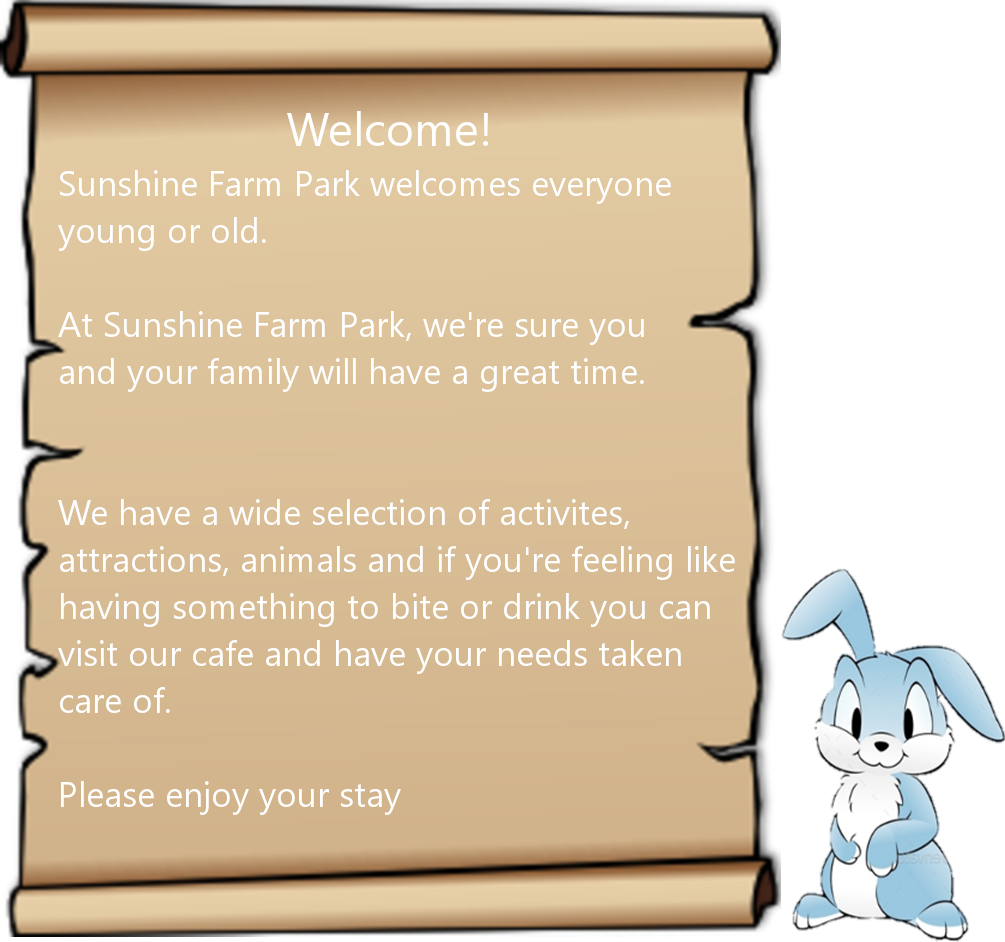 Welcome!
Sunshine Farm Park welcomes everyone
young or old.
At Sunshine Farm Park, we're sure you
and your family will have a great time.
We have a wide selection of activites,
attractions, animals and if you're feeling like
having something to bite or drink you can
visit our cafe and have your needs taken
care of.
Please enjoy your stay